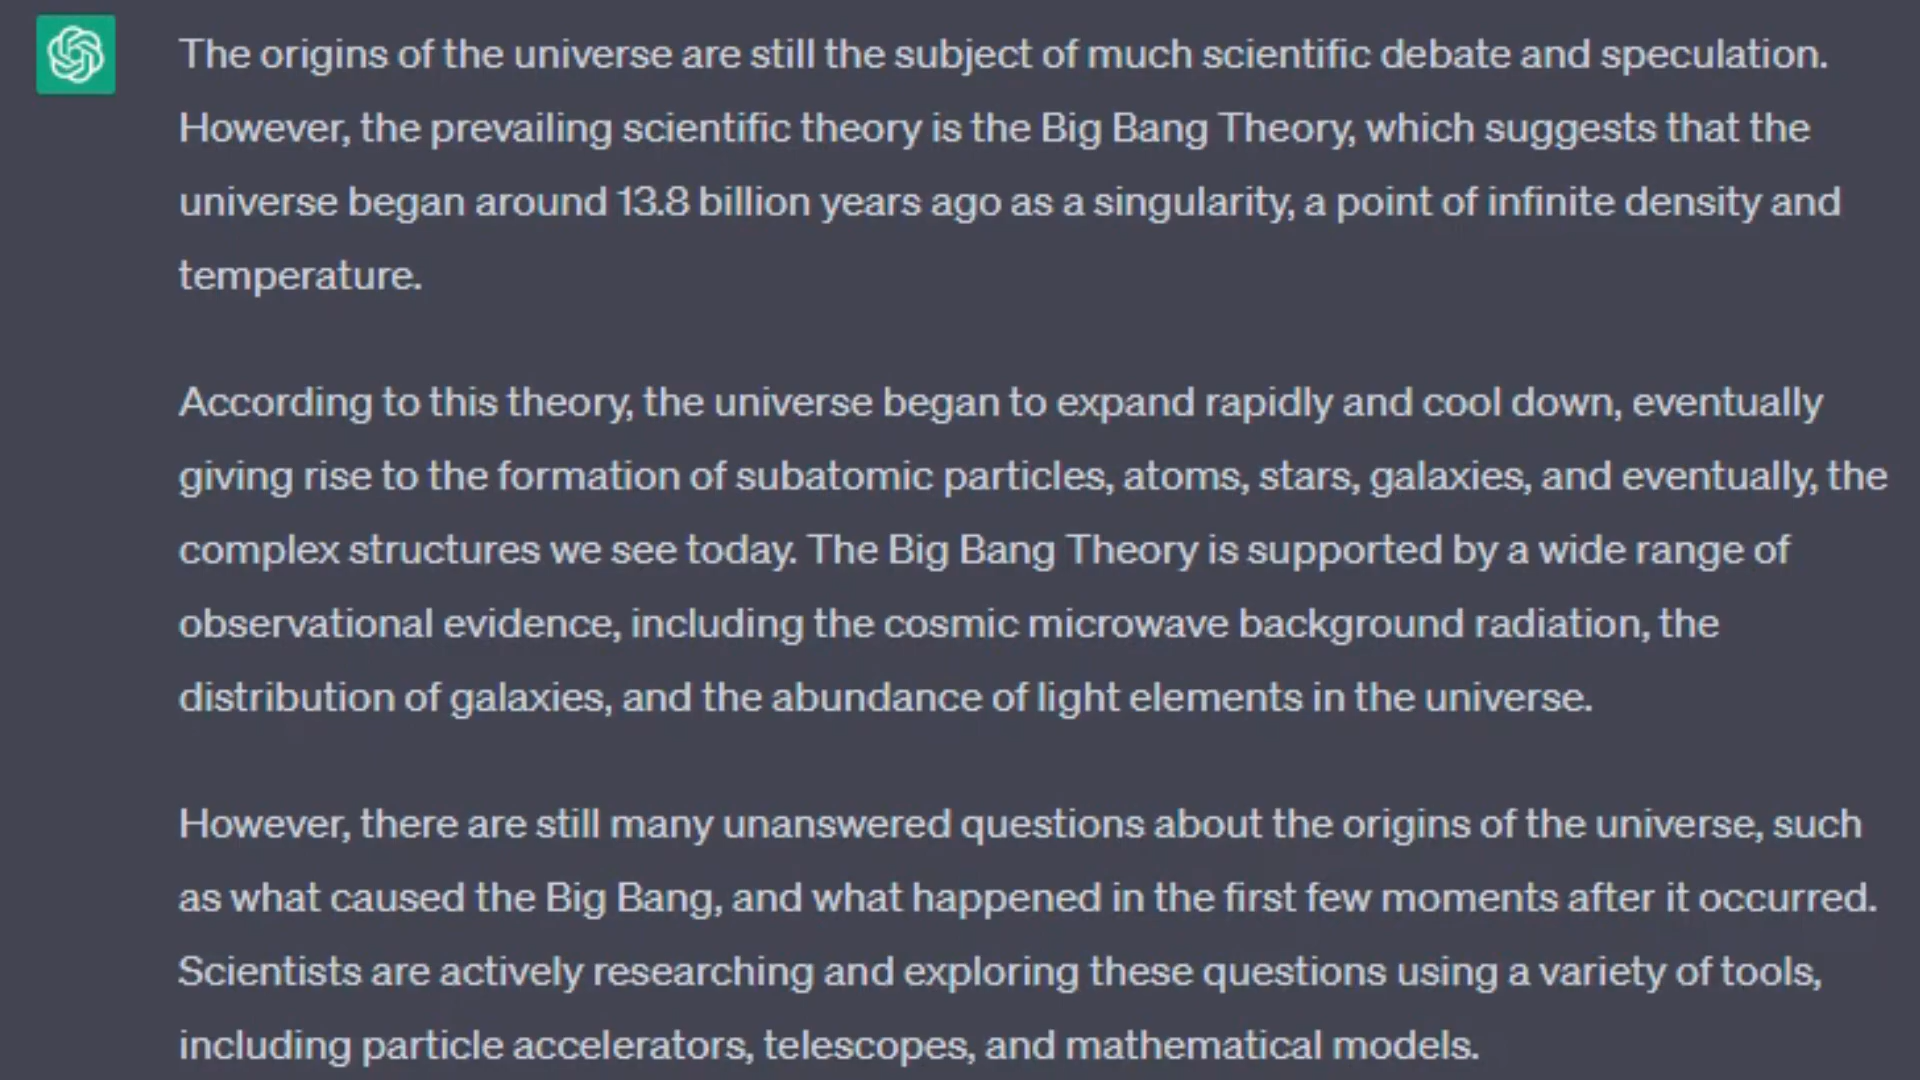 The origins of the universe are still the subject of much scientific debate and speculation.
However, the prevailing scientific theory is the Big Bang Theory, which suggests that the
universe began around 13.8 billion years ago as a singularity, a point of infinite density and
temperature.
According to this theory, the universe began to expand rapidly and cool down, eventually
giving rise to the formation of subatomic particles, atoms, stars, galaxies, and eventually, the
complex structures we see today. The Big Bang Theory is supported by a wide range of
observational evidence, including the cosmic microwave background radiation, the
distribution of galaxies, and the abundance of light elements in the universe.
However, there are still many unanswered questions about the origins of the universe, such
as what caused the Big Bang, and what happened in the first few moments after it occurred.
Scientists are actively researching and exploring these questions using a variety of tools,
including particle accelerators, telescopes, and mathematical models.